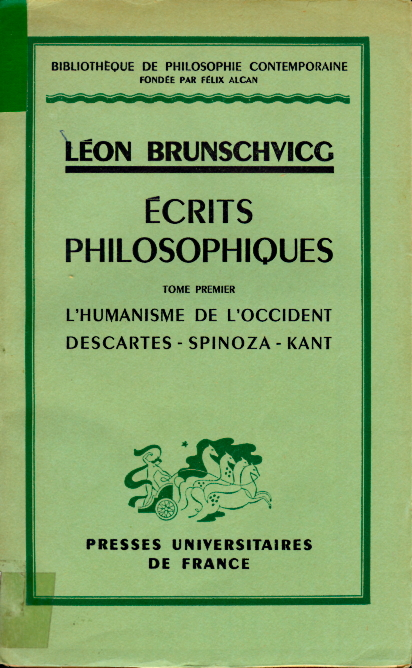 BIBLIOTHÈQUE DE PHILOSOPHIE CONTEMPORAINE
FONDÉE PAR FÉLIX ALCAN
LÉON BRUNSCHVICG
ÉCRITS
PHILOSOPHIQUES
TOME PREMIER
L'HUMANISME DE L'OCCIDENT
DESCARTES - SPINOZA - KANT
PRESSES UNIVERSITAIRES
DE FRANCE